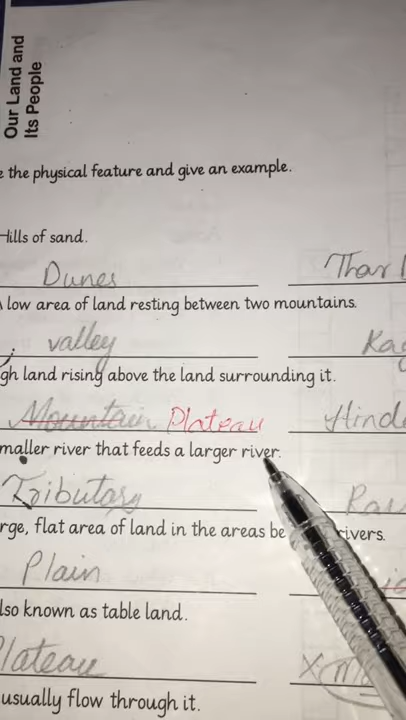 Our Land and
Its People
e the physical feature and give an example.
Hills of sand.
Dunes Thar
A low area of land resting between two mountains.
valley Ka
gh land rising above the land surrounding it.
Mountain Plateau Hind
maller river that feeds a larger river.
Tributary Ra
rge, flat area of land in the areas be rivers.
Plain
lso known as table land.
Plateau
usually flow through it.